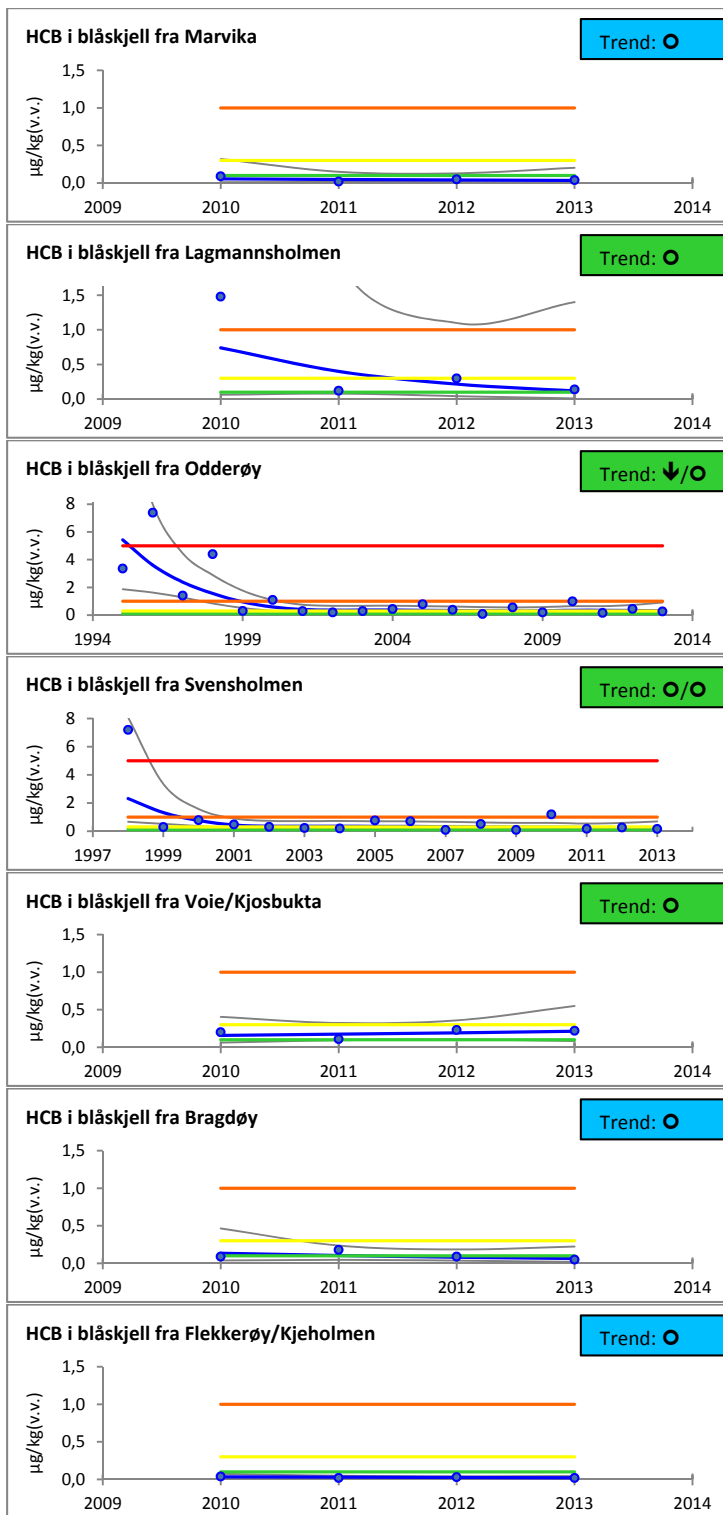 HCB i blåskjell fra Marvika
Trend: O
µg/kg(v.v.)
1,5
1,0
0,5
0,0
2009 2010 2011 2012 2013 2014
HCB i blåskjell fra Lagmannsholmen
Trend: O
µg/kg(v.v.)
1,5
1,0
0,5
0,0
2009 2010 2011 2012 2013 2014
HCB i blåskjell fra Odderøy
Trend: 🡻/O
µg/kg(v.v.)
8
6
4
2
0
1994 1999 2004 2009 2014
HCB i blåskjell fra Svensholmen
Trend: O/O
µg/kg(v.v.)
8
6
4
2
0
1997 1999 2001 2003 2005 2007 2009 2011 2013
HCB i blåskjell fra Voie/Kjosbukta
Trend: O
µg/kg(v.v.)
1,5
1,0
0,5
0,0
2009 2010 2011 2012 2013 2014
HCB i blåskjell fra Bragdøy
Trend: O
µg/kg(v.v.)
1,5
1,0
0,5
0,0
2009 2010 2011 2012 2013 2014
HCB i blåskjell fra Flekkerøy/Kjeholmen
Trend: O
µg/kg(v.v.)
1,5
1,0
0,5
0,0
2009 2010 2011 2012 2013 2014